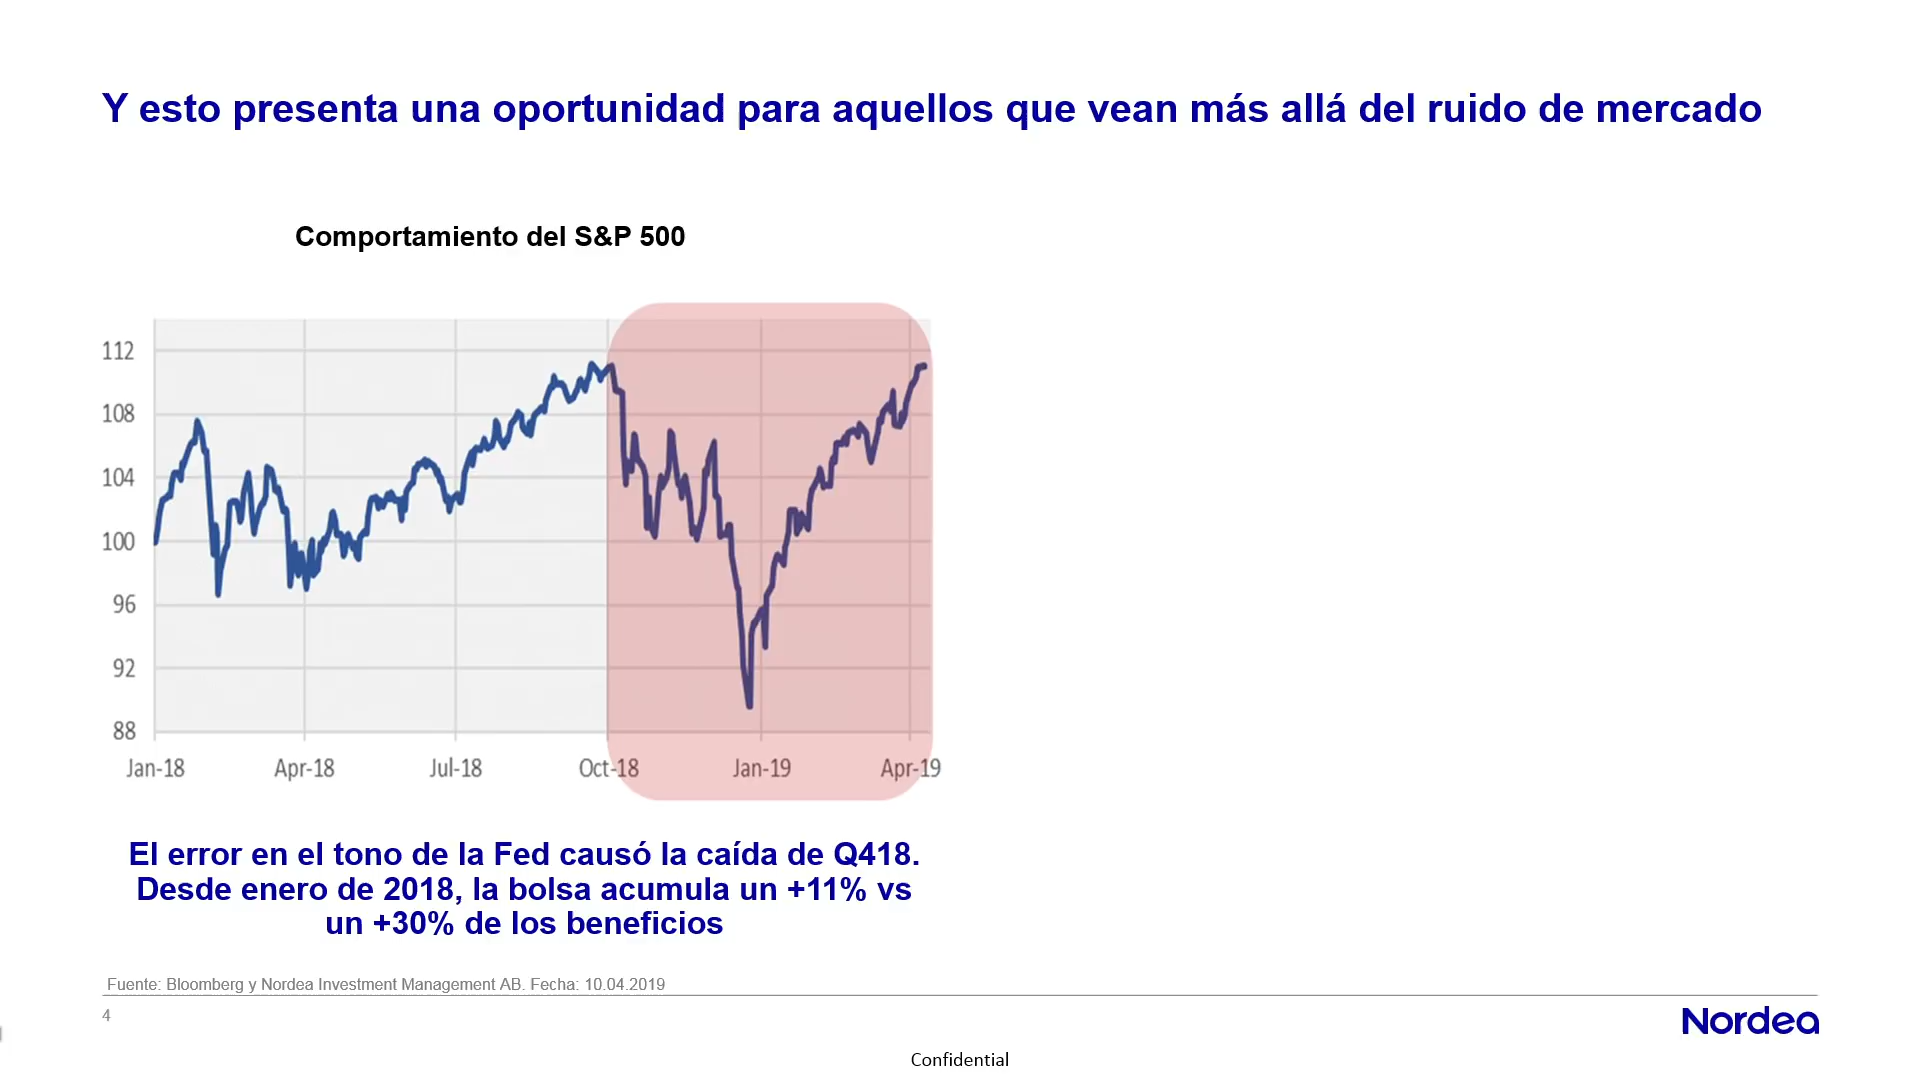 Y esto presenta una oportunidad para aquellos que vean más allá del ruido de mercado
Comportamiento del S&P 500
112
108
104
100
96
92
88
Jan-18 Apr-18 Jul-18 Oct-18 Jan-19 Apr-19
El error en el tono de la Fed causó la caída de Q418.
Desde enero de 2018, la bolsa acumula un +11% vs
un +30% de los beneficios
Fuente: Bloomberg y Nordea Investment Management AB. Fecha: 10.04.2019
4
Nordea
Confidential